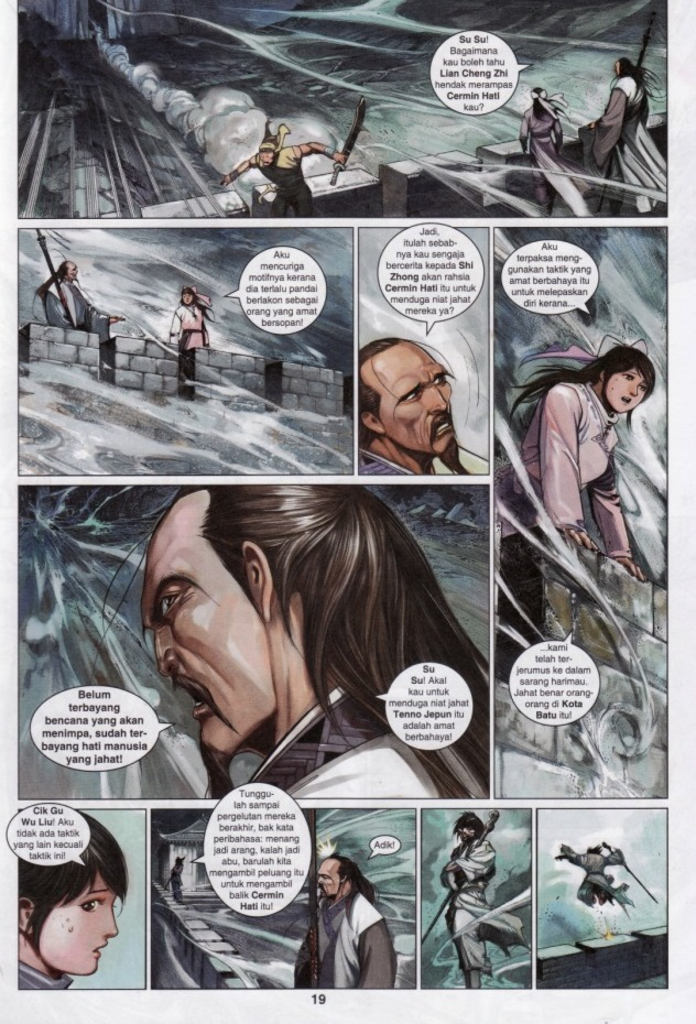 Su Su!
Bagaimana
kau boleh tahu
Lian Cheng Zhi
hendak merampas
Cermin Hati
kau?
Aku
mencuriga
motifnya kerana
dia terlalu pandai
berlakon sebagai
orang yang amat
bersopan!
Jadi,
itulah sebab-
nya kau sengaja
bercerita kepada Shi
Zhong akan rahsia
Cermin Hati itu untuk
menduga niat jahat
mereka ya?
Aku
terpaksa meng-
gunakan taktik yang
amat berbahaya itu
untuk melepaskan
diri kerana...
...kami
telah ter-
jerumus ke dalam
sarang harimau.
Jahat benar orang-
orang di Kota
Batu itu!
Belum
terbayang
bencana yang akan
menimpa, sudah ter-
bayang hati manusia
yang jahat!
Su
Su! Akal
kau untuk
menduga niat jahat
Tenno Jepun itu
adalah amat
berbahaya!
Cik Gu
Wu Liu! Aku
tidak ada taktik
yang lain kecuali
taktik ini!
Tunggu-
lah sampai
pergelutan mereka
berakhir, bak kata
peribahasa: menang
jadi arang, kalah jadi
abu, barulah kita
mengambil peluang itu
untuk mengambil
balik Cermin
Hati itu!
Adik!
19